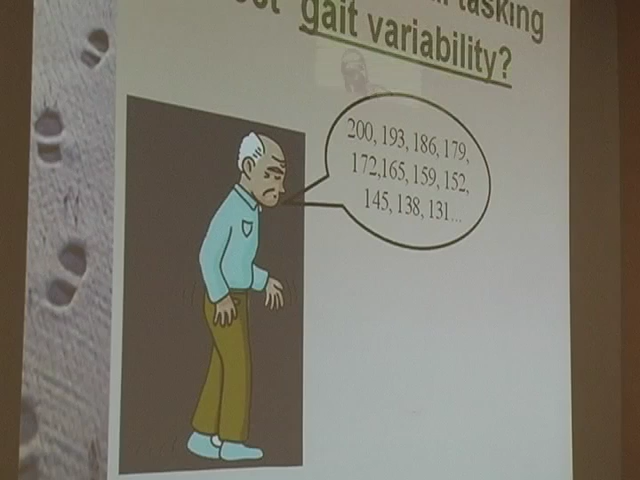 tasking
gait variability?
200, 193, 186, 179,
172,165, 159, 152,
145, 138, 131...